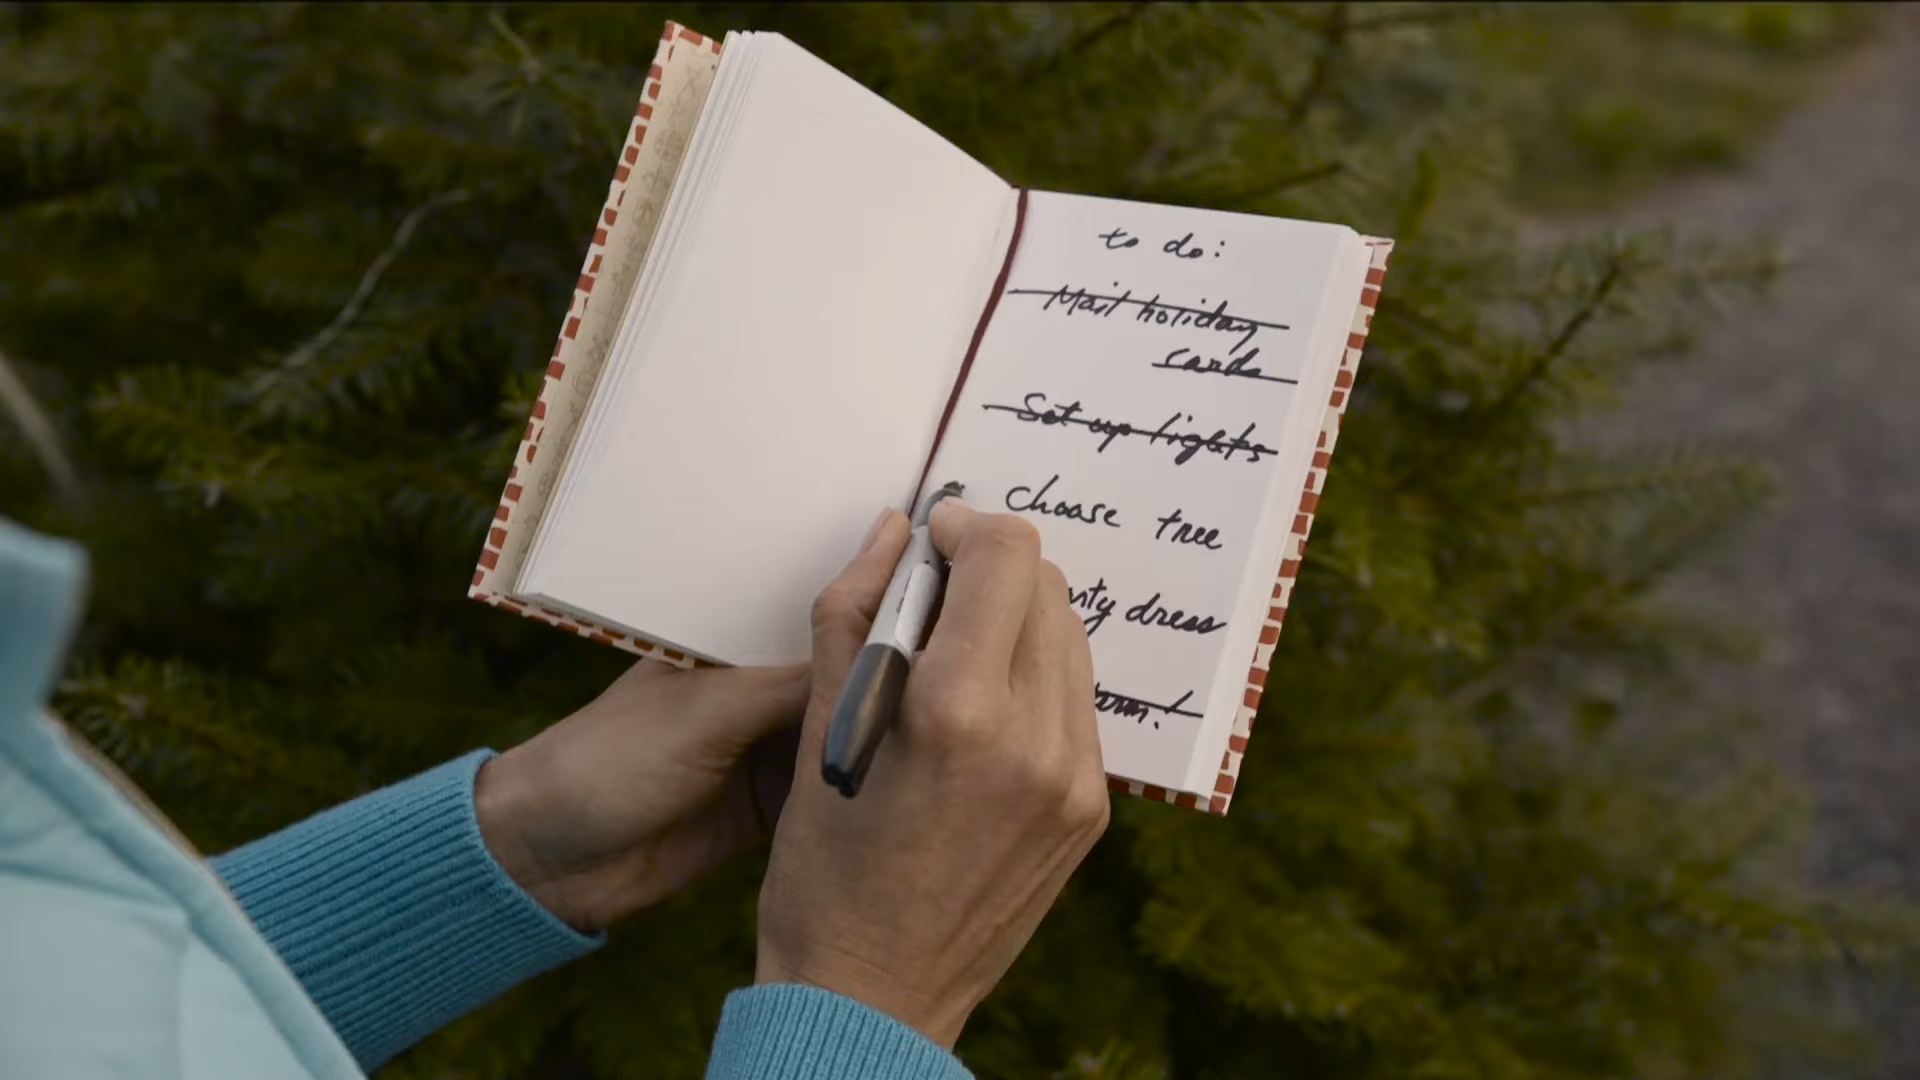 to do:
Mail holiday
cards
Set up lights
Choose tree
dress